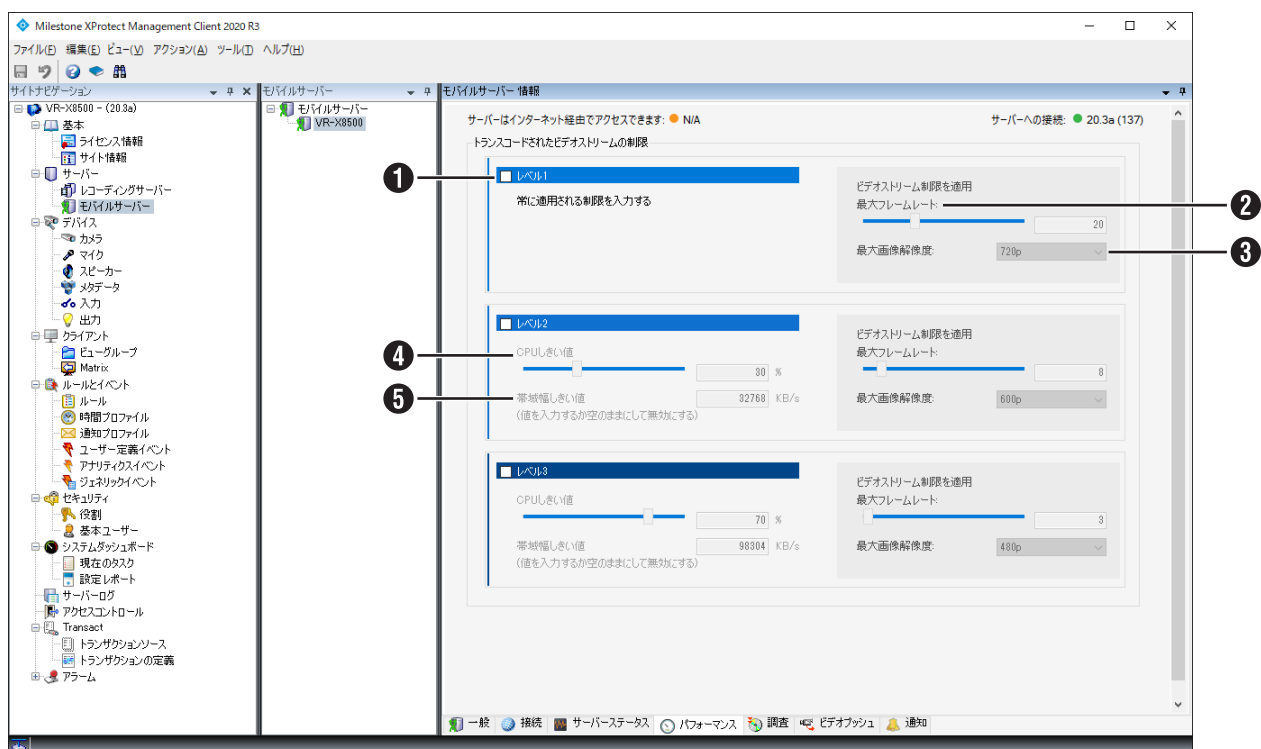 Milestone XProtect Management Client 2020 R3
ファイル(F) 編集(E) ビュー(V) アクション(A) ツール(T) ヘルプ(H)
サイトナビゲーション
VR-X8500 - (20.3a)
基本
ライセンス情報
サイト情報
サーバー
レコーディングサーバー
モバイルサーバー
デバイス
カメラ
マイク
スピーカー
メタデータ
入力
出力
クライアント
ビューグループ
Matrix
ルールとイベント
ルール
時間プロファイル
通知プロファイル
ユーザー定義イベント
アナリティクスイベント
ジェネリックイベント
セキュリティ
役割
基本ユーザー
システムダッシュボード
現在のタスク
設定レポート
サーバーログ
アクセスコントロール
Transact
トランザクションソース
トランザクションの定義
アラーム
モバイルサーバー
モバイルサーバー
VR-X8500
モバイルサーバー 情報
サーバーはインターネット経由でアクセスできます: N/A
サーバーへの接続: 20.3a (137)
トランスコードされたビデオストリームの制限
❶
レベル1
常に適用される制限を入力する
ビデオストリーム制限を適用
最大フレームレート:
❷
20
最大画像解像度:
720p
❸
レベル2
❹
CPUしきい値
30 %
❺
帯域幅しきい値
32768 KB/s
(値を入力するか空のままにして無効にする)
ビデオストリーム制限を適用
最大フレームレート:
8
最大画像解像度:
600p
レベル3
CPUしきい値
70 %
帯域幅しきい値
98304 KB/s
(値を入力するか空のままにして無効にする)
ビデオストリーム制限を適用
最大フレームレート:
3
最大画像解像度:
480p
一般 接続 サーバーステータス パフォーマンス 調査 ビデオプッシュ 通知